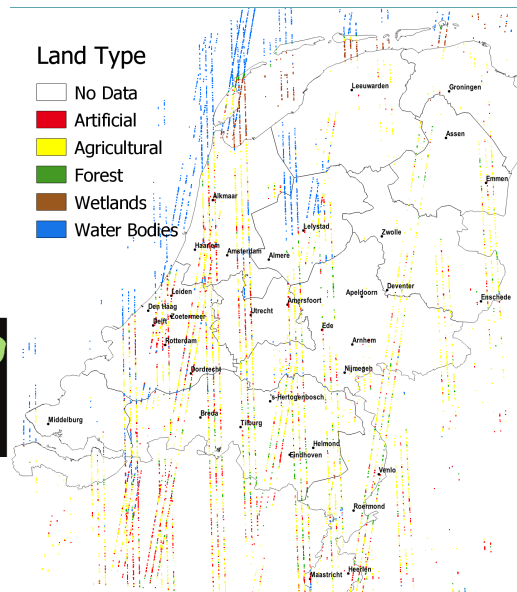 Land Type
No Data
Artificial
Agricultural
Forest
Wetlands
Water Bodies
Leeuwarden
Groningen
Assen
Emmen
Alkmaar
Lelystad
Zwolle
Haarlem
Amsterdam
Almere
Leiden
Apeldoorn
Deventer
Enschede
Den Haag
Zoetermeer
Utrecht
Amersfoort
Delft
Ede
Rotterdam
Arnhem
Dordrecht
Nijmegen
's-Hertogenbosch
Breda
Middelburg
Tilburg
Helmond
Eindhoven
Venlo
Roermond
Maastricht
Heerlen